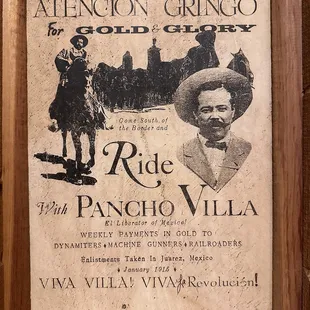 ATENCION GRINGO
For GOLD & GLORY
Come South of
the Border and
Ride
With PANCHO VILLA
El Liberator of Mexico!
WEEKLY PAYMENTS IN GOLD TO
DYNAMITERS • MACHINE GUNNERS • RAILROADERS
Enlistments Taken In Juarez, Mexico
• January 1915 •
VIVA VILLA! VIVA la Revolución!